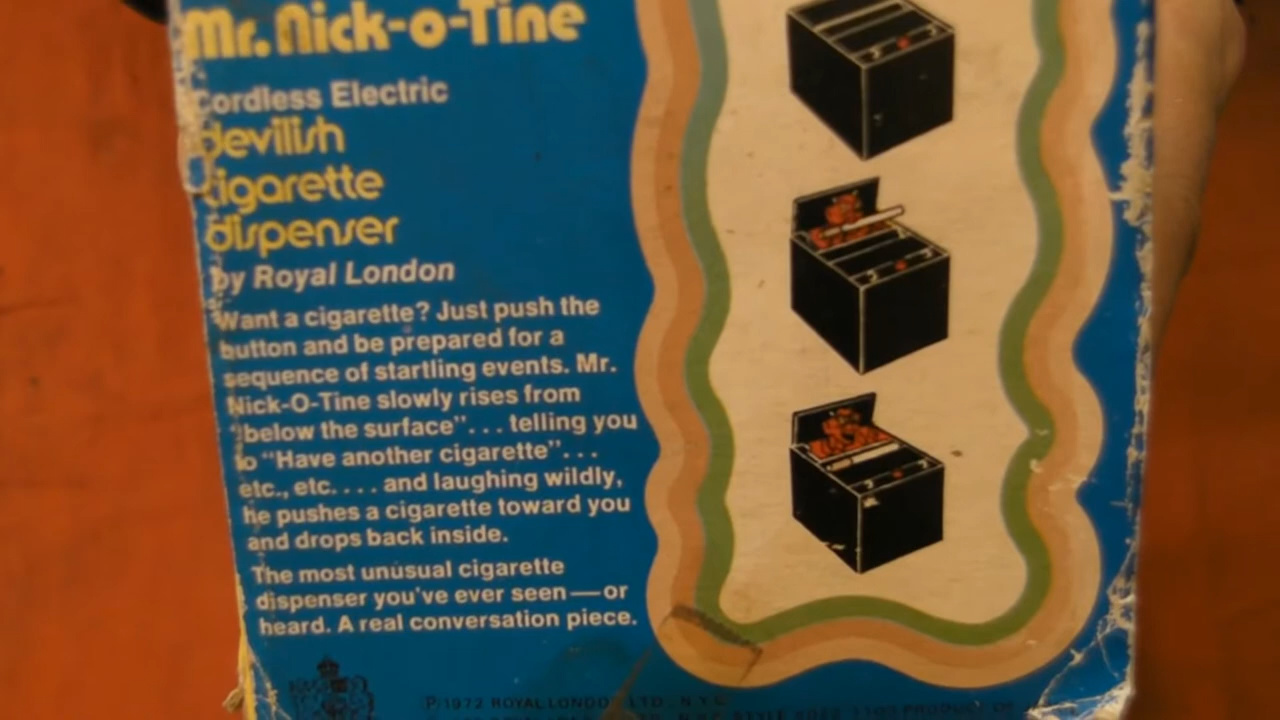 Mr. Nick-o-Tine
Cordless Electric
devilish
cigarette
dispenser
by Royal London
Want a cigarette? Just push the
button and be prepared for a
sequence of startling events. Mr.
Nick-O-Tine slowly rises from
"below the surface"... telling you
to "Have another cigarette"...
etc., etc.... and laughing wildly,
he pushes a cigarette toward you
and drops back inside.
The most unusual cigarette
dispenser you've ever seen—or
heard. A real conversation piece.
℗1972 ROYAL LONDON LTD., N.Y.C.